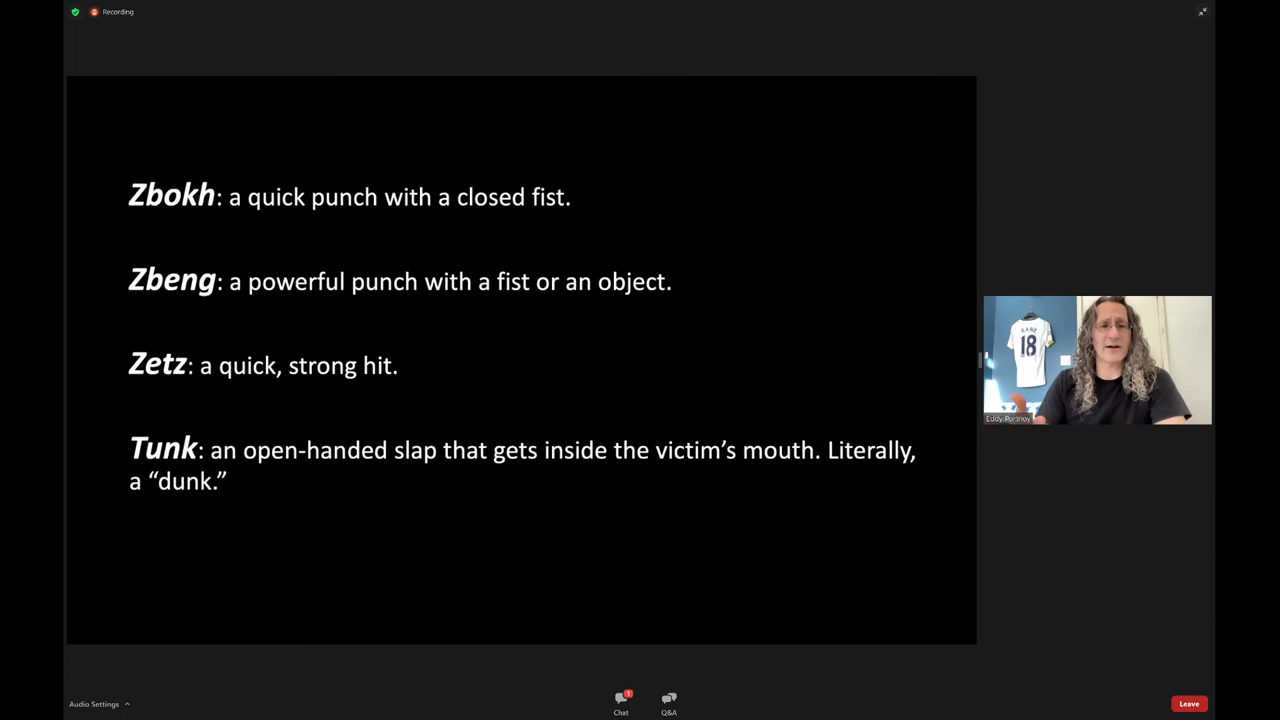 Recording
Zbokh: a quick punch with a closed fist.
Zbeng: a powerful punch with a fist or an object.
Zetz: a quick, strong hit.
Tunk: an open-handed slap that gets inside the victim’s mouth. Literally,
a “dunk.”
KANE
18
Eddy Portnoy
Audio Settings
1
Chat
Q&A
Leave